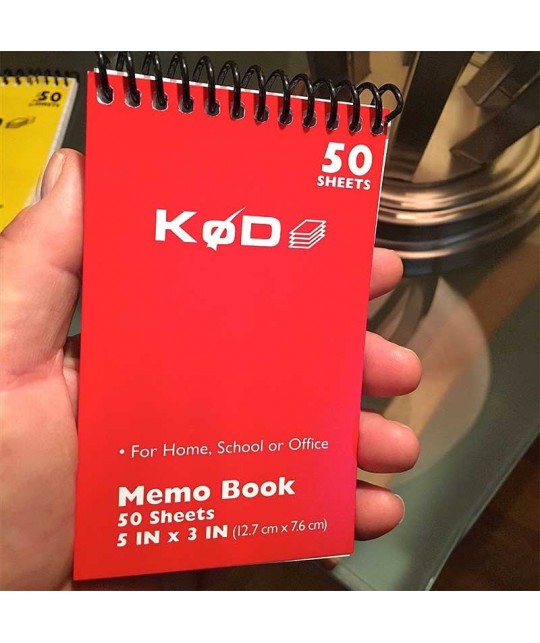 50
SHEETS
KøD
• For Home, School or Office
Memo Book
50 Sheets
5 IN x 3 IN (12.7 cm x 7.6 cm)
50